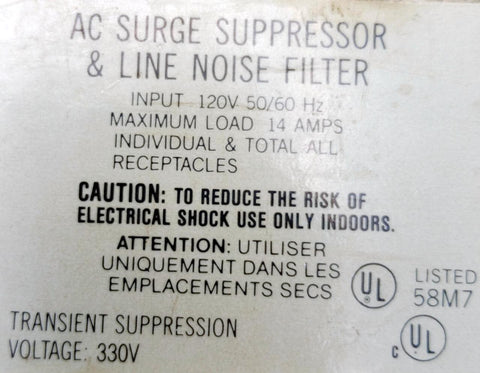 AC SURGE SUPPRESSOR
& LINE NOISE FILTER
INPUT 120V 50/60 Hz
MAXIMUM LOAD 14 AMPS
INDIVIDUAL & TOTAL ALL
RECEPTACLES
CAUTION: TO REDUCE THE RISK OF
ELECTRICAL SHOCK USE ONLY INDOORS.
ATTENTION: UTILISER
UNIQUEMENT DANS LES
EMPLACEMENTS SECS
UL LISTED
58M7
TRANSIENT SUPPRESSION
VOLTAGE: 330V
c UL